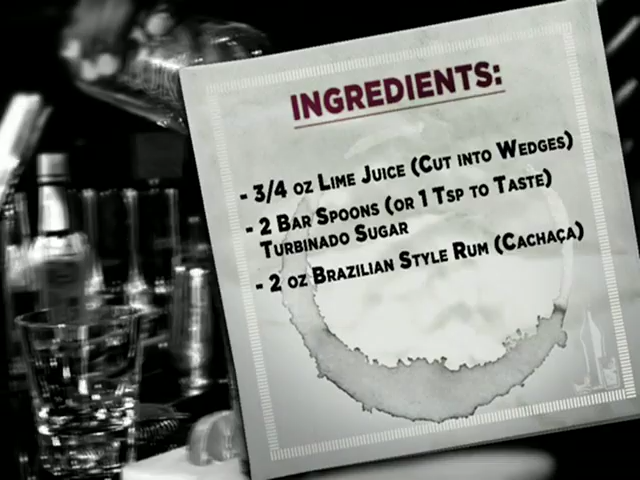 INGREDIENTS:
- 3/4 oz Lime Juice (Cut into Wedges)
- 2 Bar Spoons (or 1 Tsp to Taste)
Turbinado Sugar
- 2 oz Brazilian Style Rum (Cachaça)